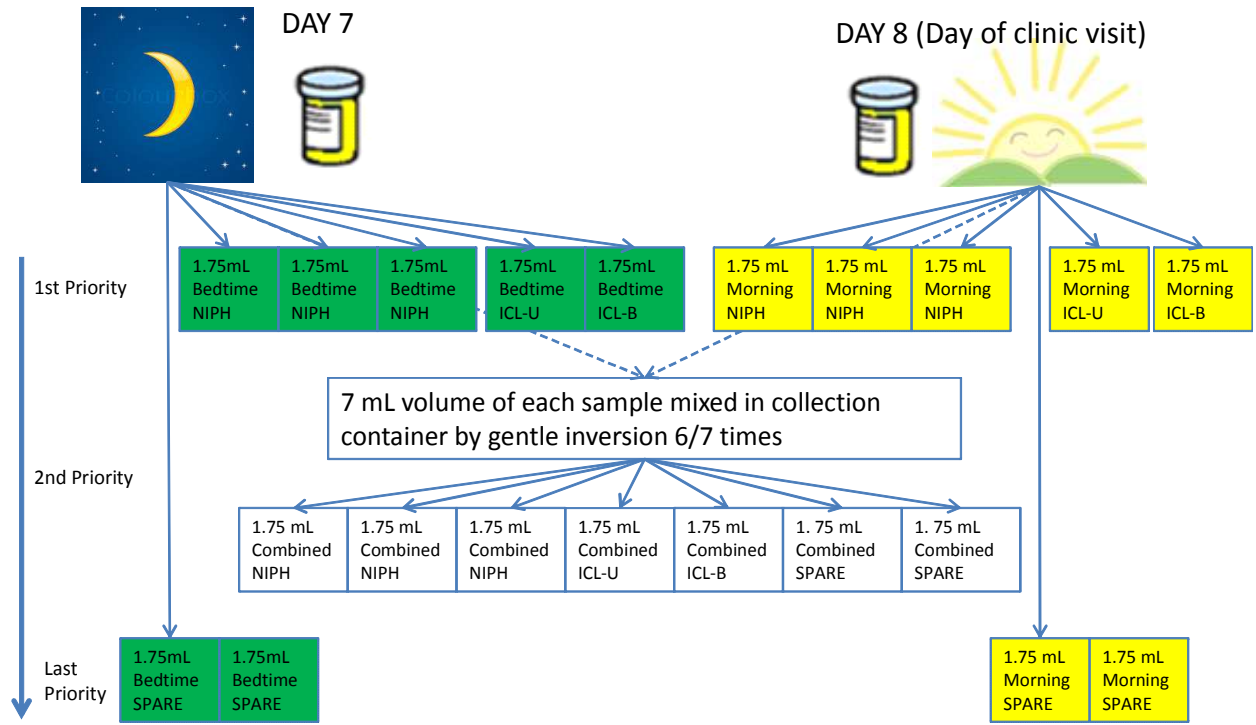 DAY 7
DAY 8 (Day of clinic visit)
Colourbox
1st Priority
1.75mL
Bedtime
NIPH
1.75mL
Bedtime
NIPH
1.75mL
Bedtime
NIPH
1.75mL
Bedtime
ICL-U
1.75mL
Bedtime
ICL-B
1.75 mL
Morning
NIPH
1.75 mL
Morning
NIPH
1.75 mL
Morning
NIPH
1.75 mL
Morning
ICL-U
1.75 mL
Morning
ICL-B
7 mL volume of each sample mixed in collection
container by gentle inversion 6/7 times
2nd Priority
1.75 mL
Combined
NIPH
1.75 mL
Combined
NIPH
1.75 mL
Combined
NIPH
1.75 mL
Combined
ICL-U
1.75 mL
Combined
ICL-B
1. 75 mL
Combined
SPARE
1. 75 mL
Combined
SPARE
Last
Priority
1.75mL
Bedtime
SPARE
1.75mL
Bedtime
SPARE
1.75 mL
Morning
SPARE
1.75 mL
Morning
SPARE